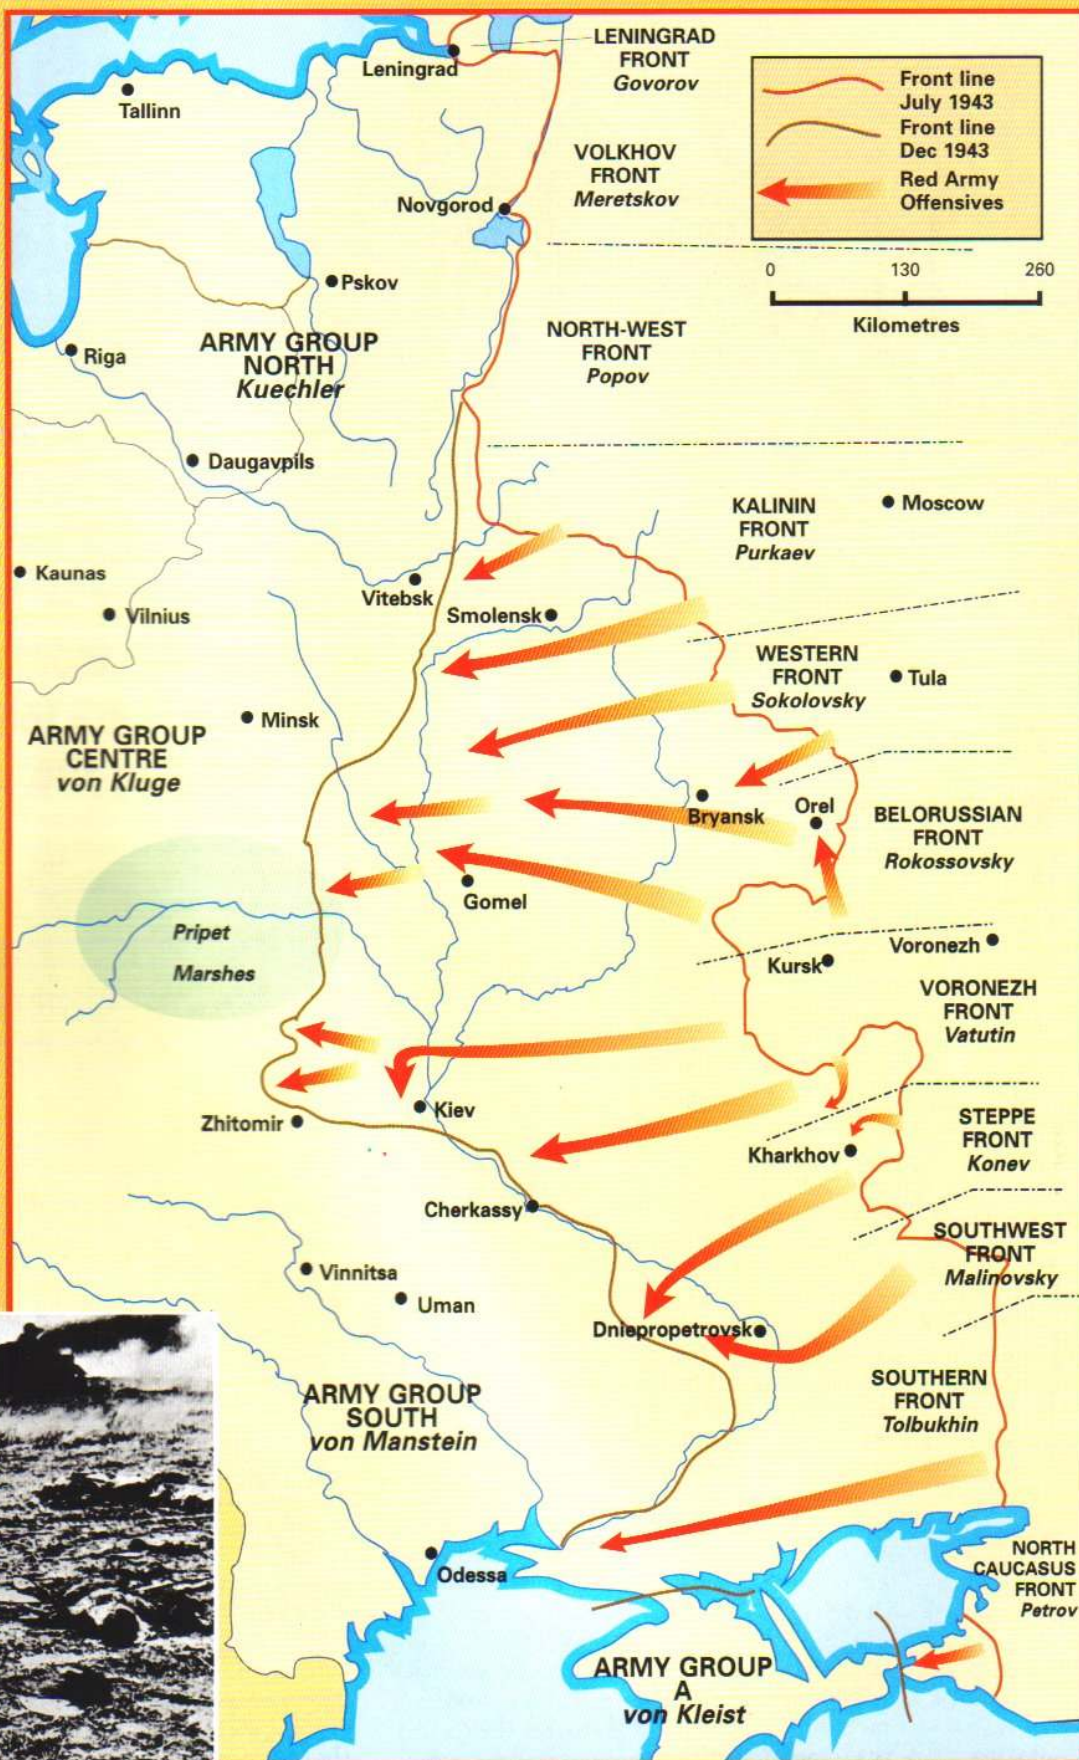 LENINGRAD
FRONT
Govorov
Leningrad
Tallinn
Front line
July 1943
Front line
Dec 1943
Red Army
Offensives
VOLKHOV
FRONT
Meretskov
Novgorod
0 130 260
Kilometres
Pskov
NORTH-WEST
FRONT
Popov
ARMY GROUP
NORTH
Kuechler
Riga
Daugavpils
KALININ
FRONT
Purkaev
Moscow
Kaunas
Vitebsk
Vilnius
Smolensk
WESTERN
FRONT
Sokolovsky
Tula
Minsk
ARMY GROUP
CENTRE
von Kluge
Bryansk
Orel
BELORUSSIAN
FRONT
Rokossovsky
Gomel
Pripet
Marshes
Kursk
Voronezh
VORONEZH
FRONT
Vatutin
Kiev
Zhitomir
STEPPE
FRONT
Konev
Kharkhov
Cherkassy
SOUTHWEST
FRONT
Malinovsky
Vinnitsa
Uman
Dniepropetrovsk
SOUTHERN
FRONT
Tolbukhin
ARMY GROUP
SOUTH
von Manstein
Odessa
NORTH
CAUCASUS
FRONT
Petrov
ARMY GROUP
A
von Kleist